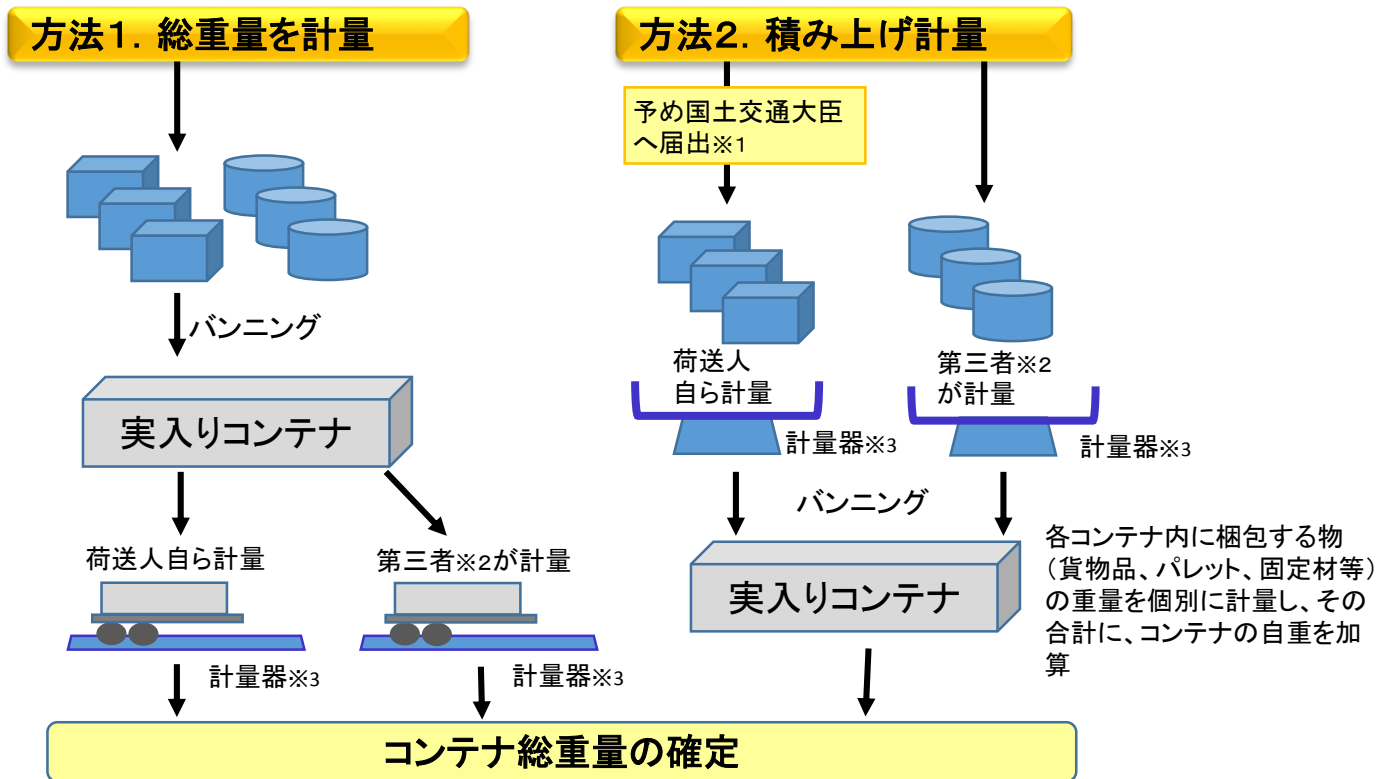 方法１．総重量を計量
バンニング
実入りコンテナ
荷送人自ら計量
計量器※3
第三者※2が計量
計量器※3
方法２．積み上げ計量
予め国土交通大臣
へ届出※1
荷送人
自ら計量
計量器※3
第三者※2
が計量
計量器※3
バンニング
実入りコンテナ
各コンテナ内に梱包する物
（貨物品、パレット、固定材等）
の重量を個別に計量し、その
合計に、コンテナの自重を加
算
コンテナ総重量の確定